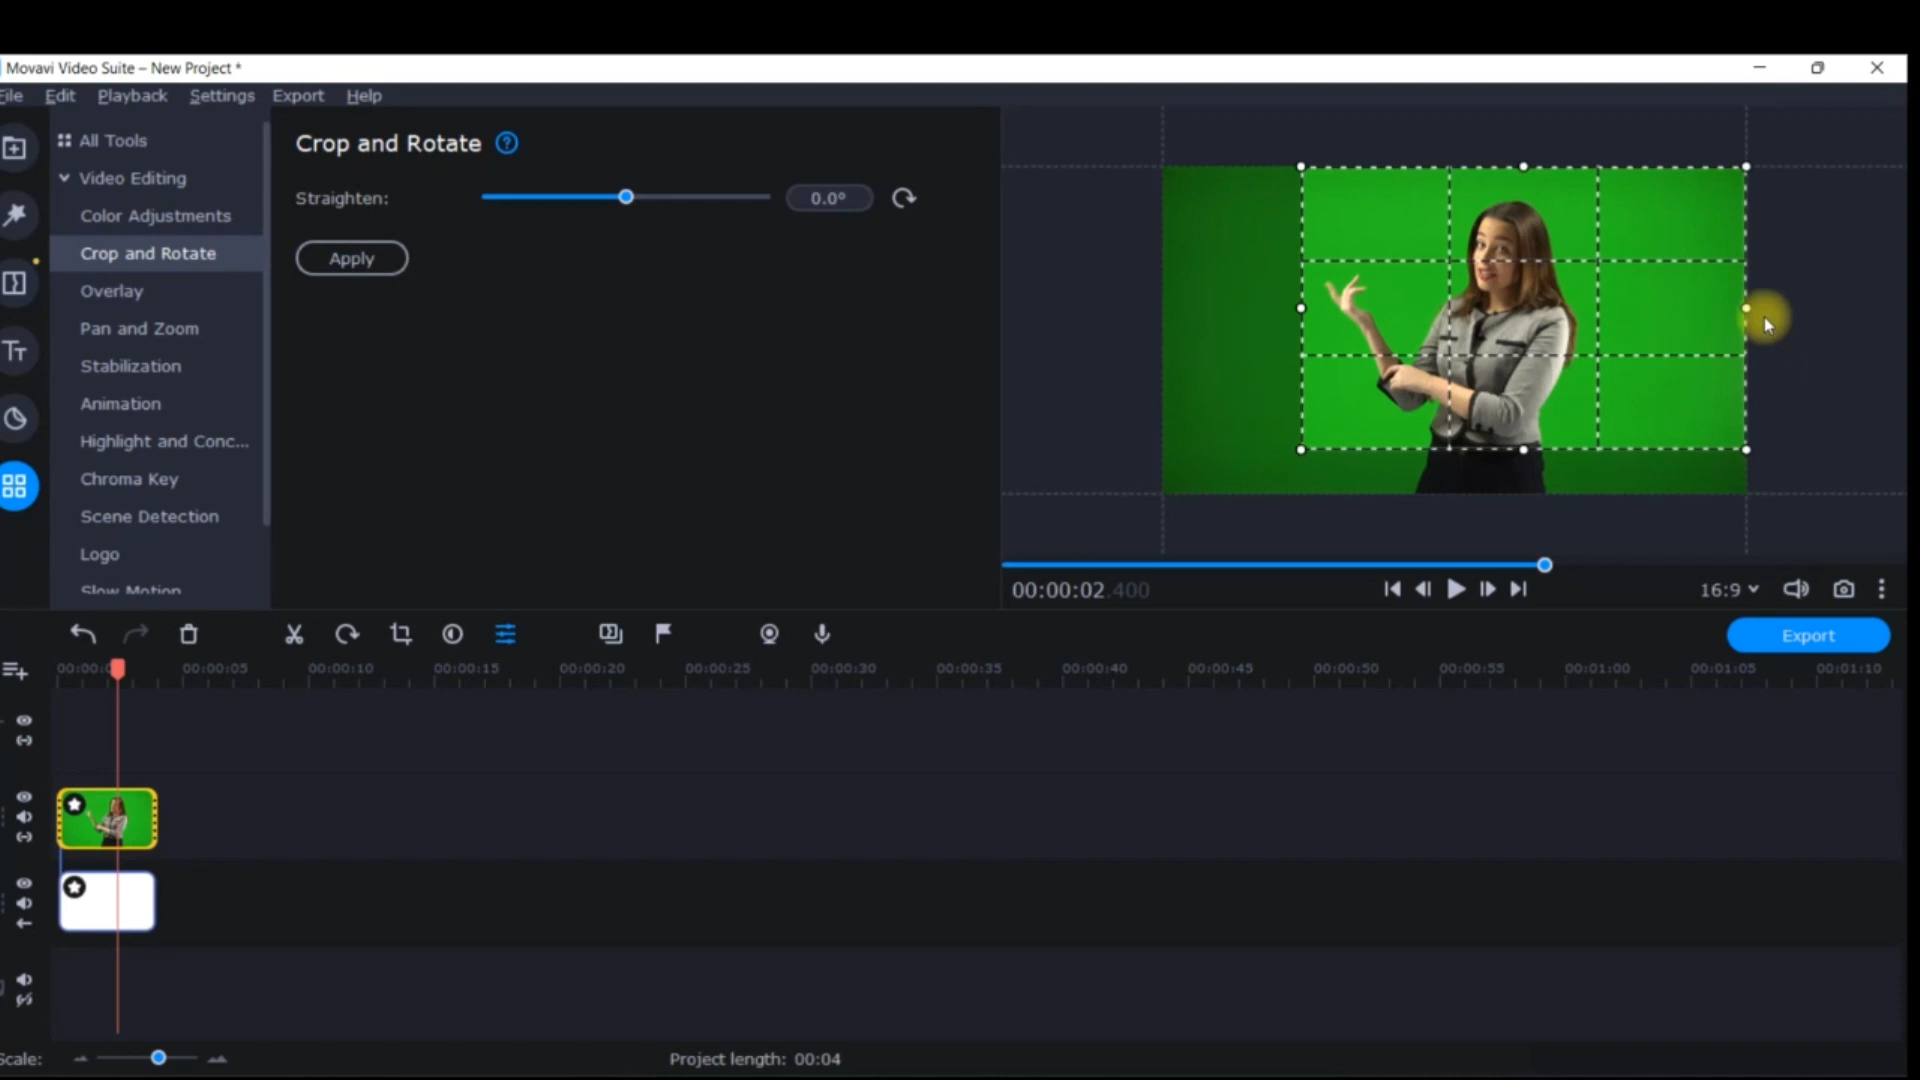 Movavi Video Suite – New Project *
File Edit Playback Settings Export Help
All Tools
Video Editing
Color Adjustments
Crop and Rotate
Overlay
Pan and Zoom
Stabilization
Animation
Highlight and Conc...
Chroma Key
Scene Detection
Logo
Slow Motion
Crop and Rotate ?
Straighten: 0.0°
Apply
00:00:02.400
16:9
Export
00:00:05 00:00:10 00:00:15 00:00:20 00:00:25 00:00:30 00:00:35 00:00:40 00:00:45 00:00:50 00:00:55 00:01:00 00:01:05 00:01:10
Scale:
Project length: 00:04